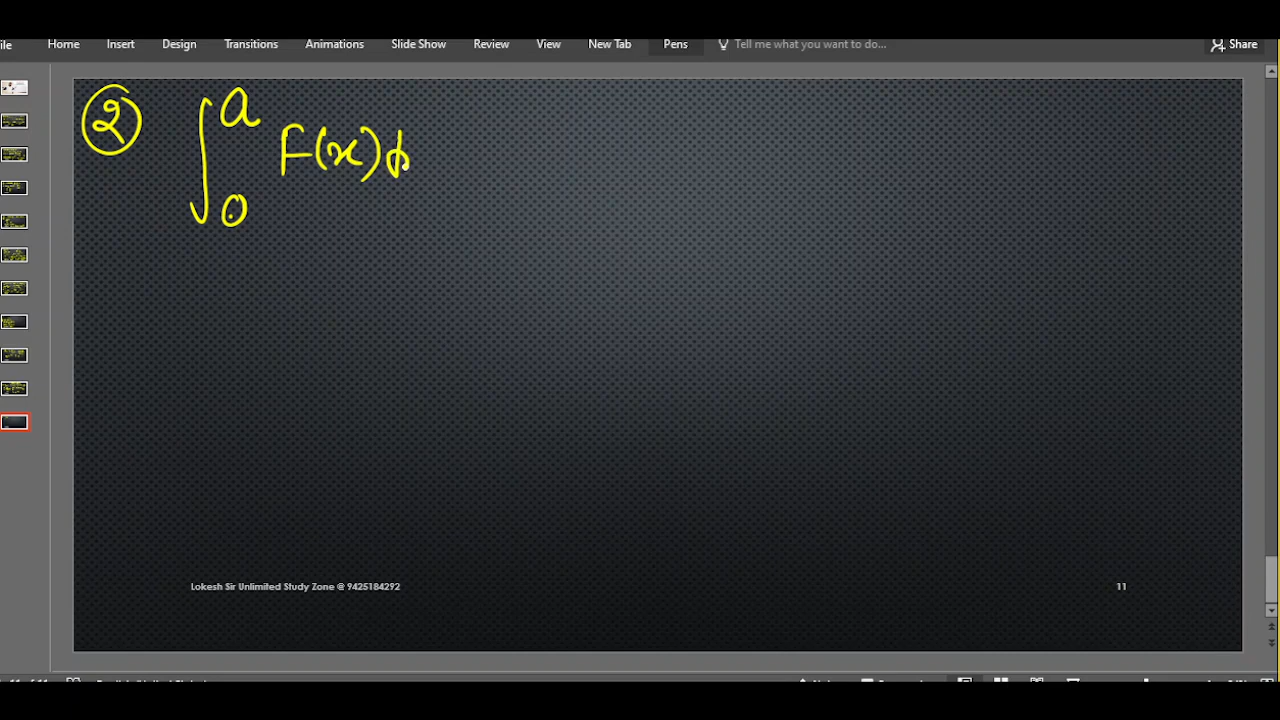 File Home Insert Design Transitions Animations Slide Show Review View New Tab Pens Tell me what you want to do... Share
② ∫₀ᵃ F(x)d
Lokesh Sir Unlimited Study Zone @ 9425184292 11